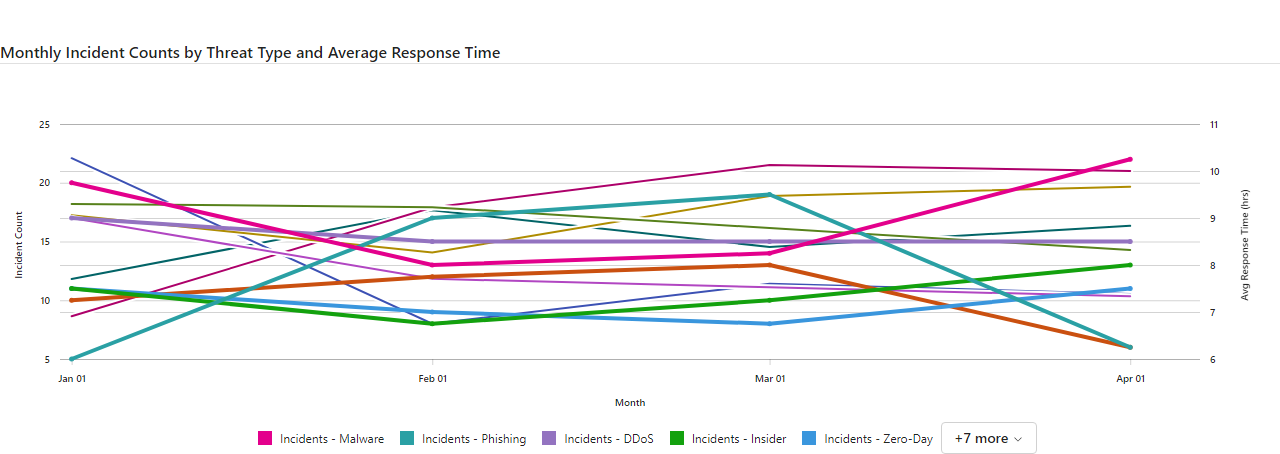 Monthly Incident Counts by Threat Type and Average Response Time
25
20
15
10
5
Incident Count
11
10
9
8
7
6
Avg Response Time (hrs)
Jan 01
Feb 01
Mar 01
Apr 01
Month
Incidents - Malware
Incidents - Phishing
Incidents - DDoS
Incidents - Insider
Incidents - Zero-Day
+7 more